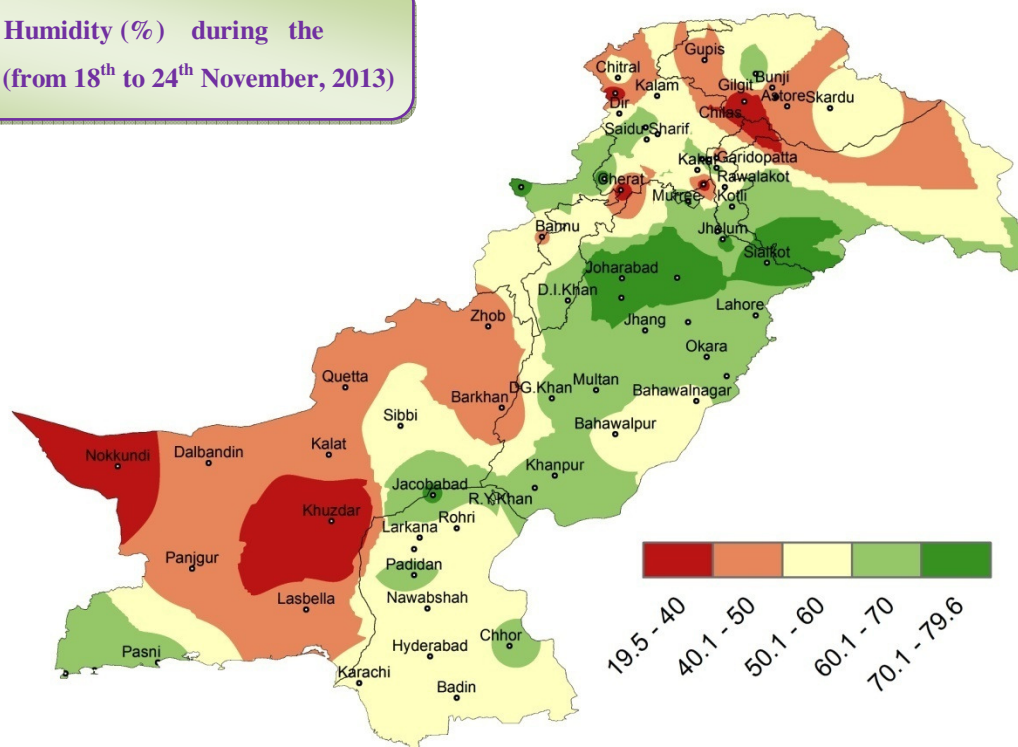 Humidity (%) during the
(from 18th to 24th November, 2013)
Gupis
Chitral
Bunji
Gilgit
Kalam
Astore Skardu
Dir
Chilas
Saidu Sharif
Garidopatta
Cherat
Rawalakot
Murree
Kotli
Bannu
Jhelum
Sialkot
Joharabad
D.I.Khan
Lahore
Zhob
Jhang
Okara
Quetta
DG.Khan
Multan
Barkhan
Bahawalnagar
Sibbi
Bahawalpur
Kalat
Nokkundi
Dalbandin
Khanpur
Jacobabad
R.Y.Khan
Khuzdar
Rohri
Larkana
Panjgur
Padidan
Lasbella
Nawabshah
Chhor
Hyderabad
Pasni
Karachi
Badin
19.5 - 40
40.1 - 50
50.1 - 60
60.1 - 70
70.1 - 79.6